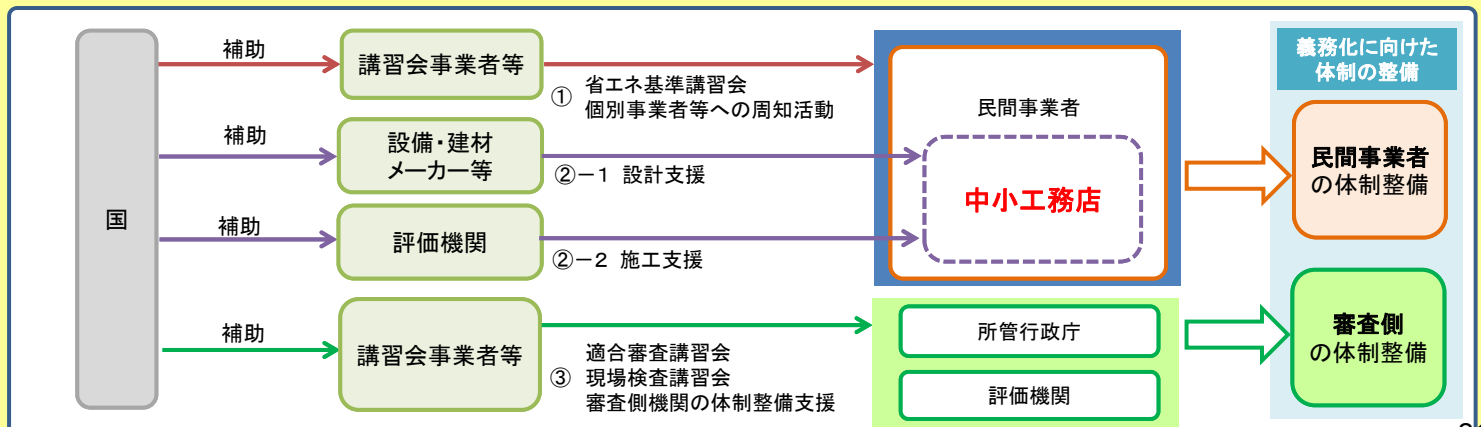 国
補助
講習会事業者等
① 省エネ基準講習会
個別事業者等への周知活動
補助
設備・建材
メーカー等
②－1 設計支援
補助
評価機関
②－2 施工支援
補助
講習会事業者等
③ 適合審査講習会
現場検査講習会
審査側機関の体制整備支援
民間事業者
中小工務店
所管行政庁
評価機関
義務化に向けた
体制の整備
民間事業者
の体制整備
審査側
の体制整備